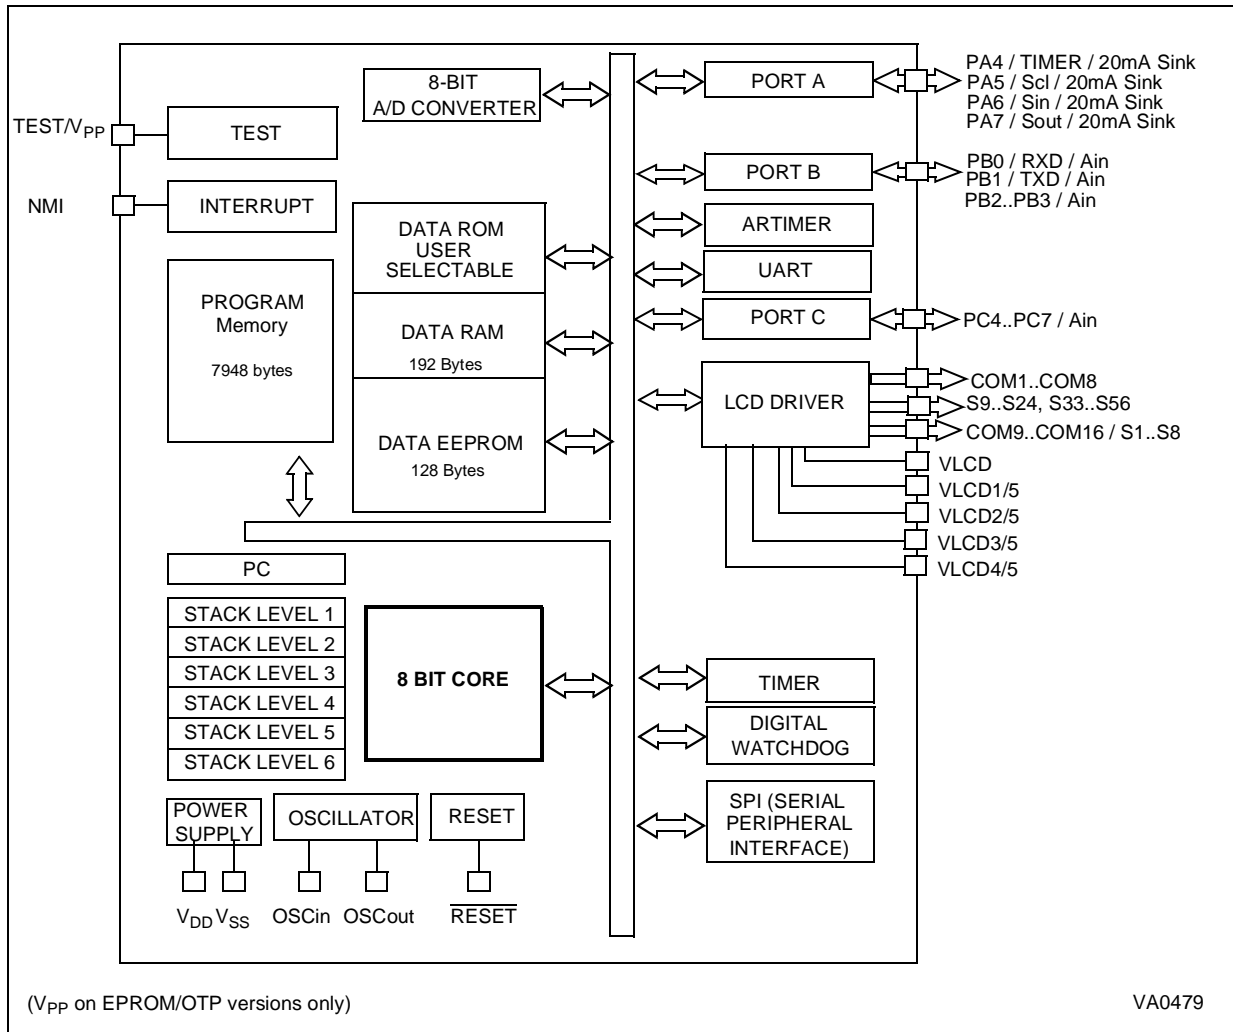 8-BIT
A/D CONVERTER
PORT A
PA4 / TIMER / 20mA Sink
PA5 / Scl / 20mA Sink
PA6 / Sin / 20mA Sink
PA7 / Sout / 20mA Sink
TEST/VPP
TEST
PORT B
PB0 / RXD / Ain
PB1 / TXD / Ain
PB2..PB3 / Ain
NMI
INTERRUPT
DATA ROM
USER
SELECTABLE
ARTIMER
UART
PROGRAM
Memory
7948 bytes
DATA RAM
192 Bytes
PORT C
PC4..PC7 / Ain
DATA EEPROM
128 Bytes
LCD DRIVER
COM1..COM8
S9..S24, S33..S56
COM9..COM16 / S1..S8
VLCD
VLCD1/5
VLCD2/5
VLCD3/5
VLCD4/5
PC
STACK LEVEL 1
STACK LEVEL 2
STACK LEVEL 3
STACK LEVEL 4
STACK LEVEL 5
STACK LEVEL 6
8 BIT CORE
TIMER
DIGITAL
WATCHDOG
SPI (SERIAL
PERIPHERAL
INTERFACE)
POWER
SUPPLY
OSCILLATOR
RESET
VDD VSS
OSCin
OSCout
RESET
(VPP on EPROM/OTP versions only)
VA0479